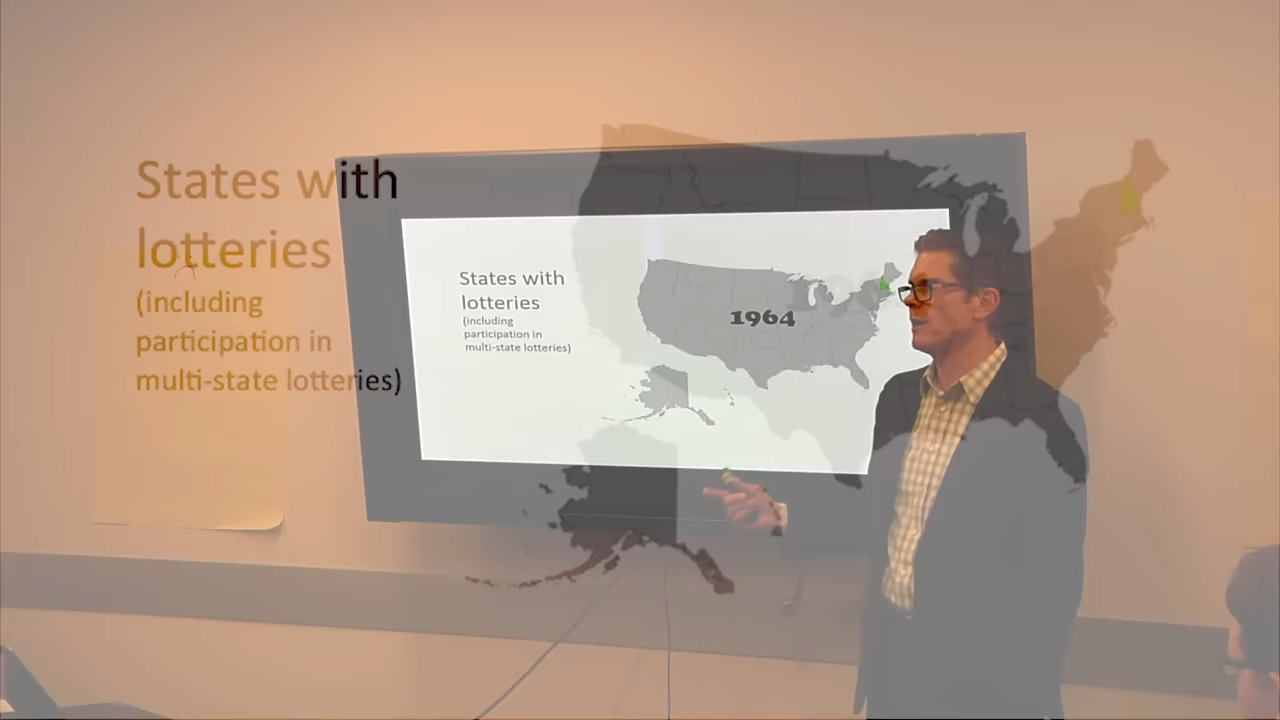 States with
lotteries
(including
participation in
multi-state lotteries)
States with
lotteries
(including
participation in
multi-state lotteries)
1964